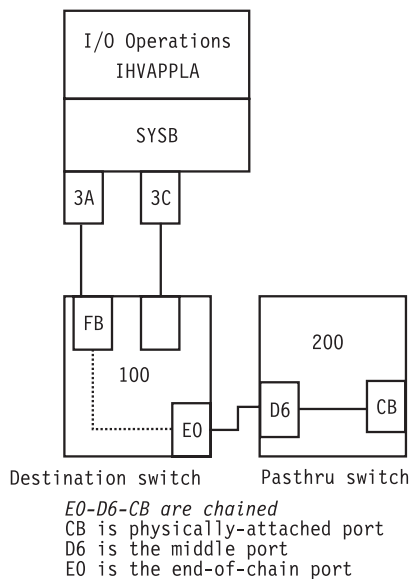 I/O Operations
IHVAPPLA
SYSB
3A 3C
FB
200
100
D6 CB
E0
Destination switch Pasthru switch
E0-D6-CB are chained
CB is physically-attached port
D6 is the middle port
E0 is the end-of-chain port